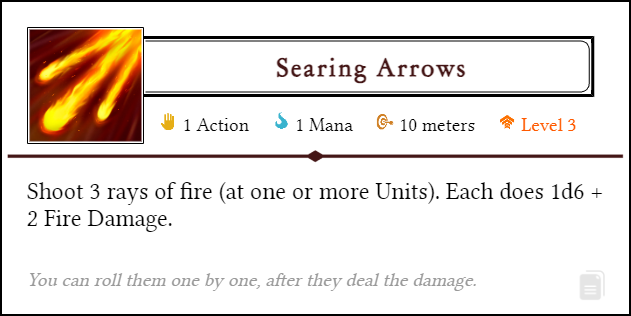 Searing Arrows
1 Action 1 Mana 10 meters Level 3
Shoot 3 rays of fire (at one or more Units). Each does 1d6 +
2 Fire Damage.
You can roll them one by one, after they deal the damage.